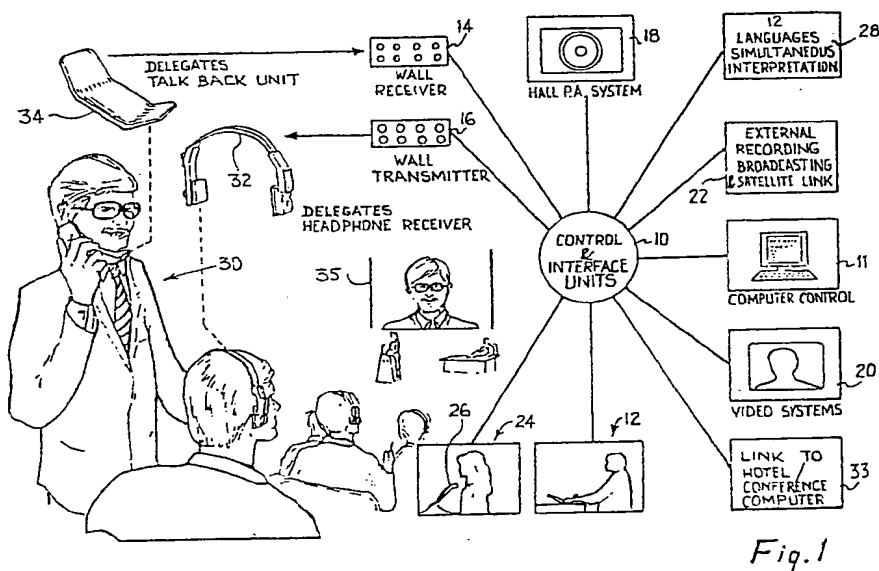 14
18
12
LANGUAGES
SIMULTANEOUS
INTERPRETATION
28
DELEGATES
TALK BACK UNIT
WALL
RECEIVER
HALL P.A. SYSTEM
34
16
32
WALL
TRANSMITTER
EXTERNAL
RECORDING
BROADCASTING
& SATELLITE LINK
22
DELEGATES
HEADPHONE RECEIVER
CONTROL
&
INTERFACE
UNITS
10
30
35
11
COMPUTER CONTROL
20
VIDEO SYSTEMS
26
24
12
LINK TO
HOTEL
CONFERENCE
COMPUTER
33
Fig.1